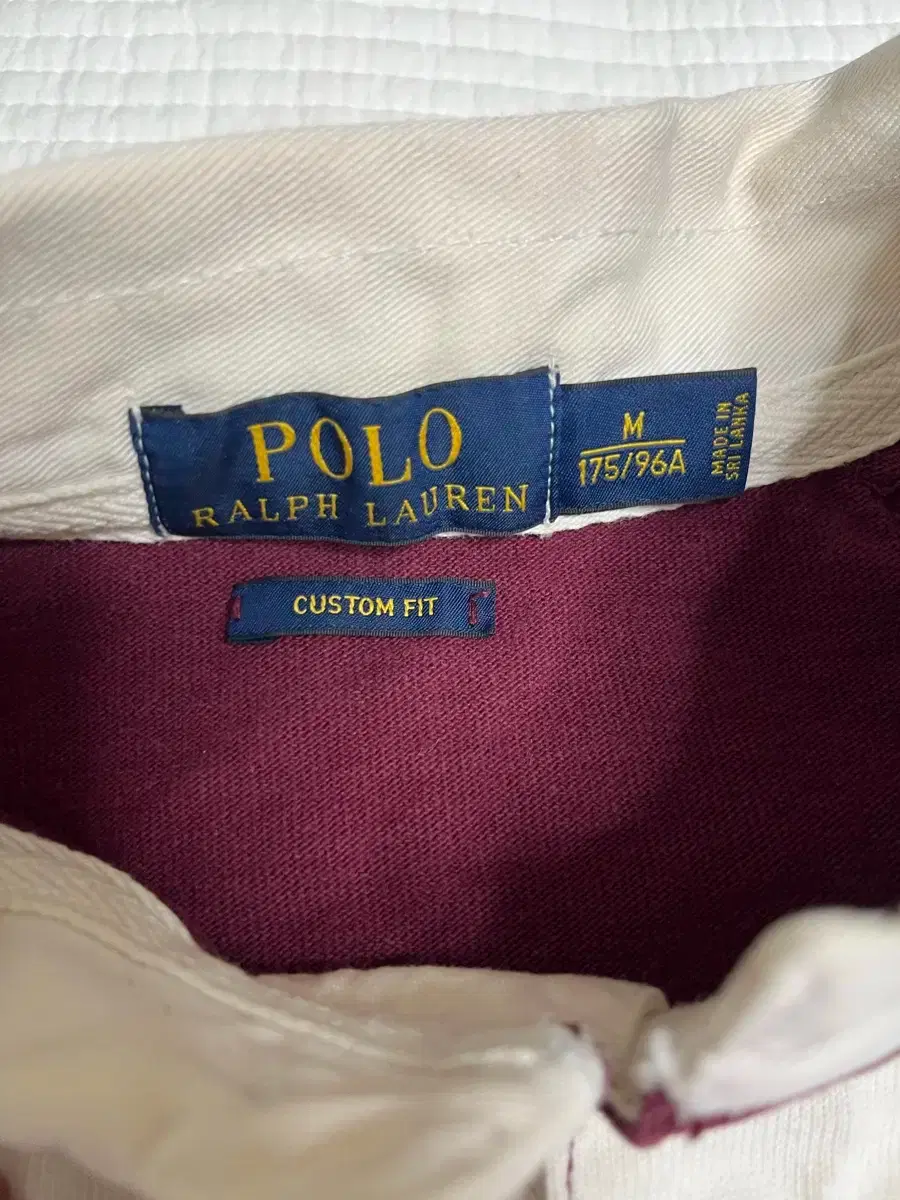 POLO
RALPH LAUREN
M
175/96A
MADE IN
SRI LANKA
CUSTOM FIT